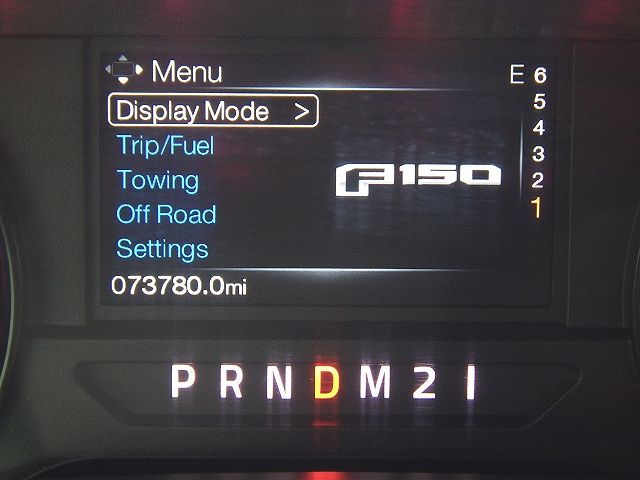 Menu
E 6
5
4
3
2
1
Display Mode >
Trip/Fuel
Towing
Off Road
Settings
F150
073780.0mi
P R N D M 2 1